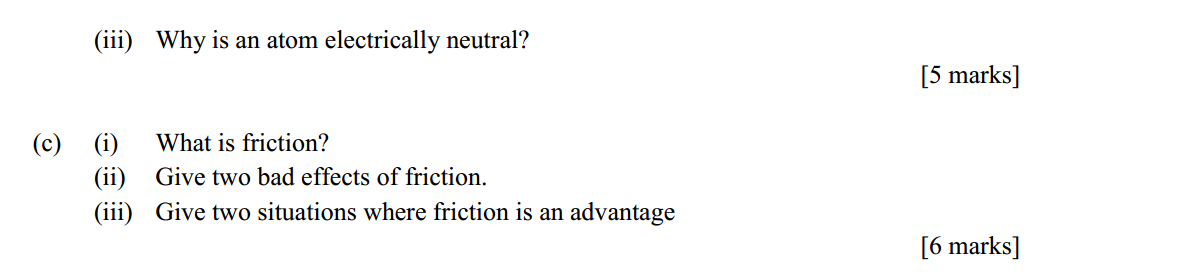 (iii) Why is an atom electrically neutral?
[5 marks]
(c) (i) What is friction?
(ii) Give two bad effects of friction.
(iii) Give two situations where friction is an advantage
[6 marks]